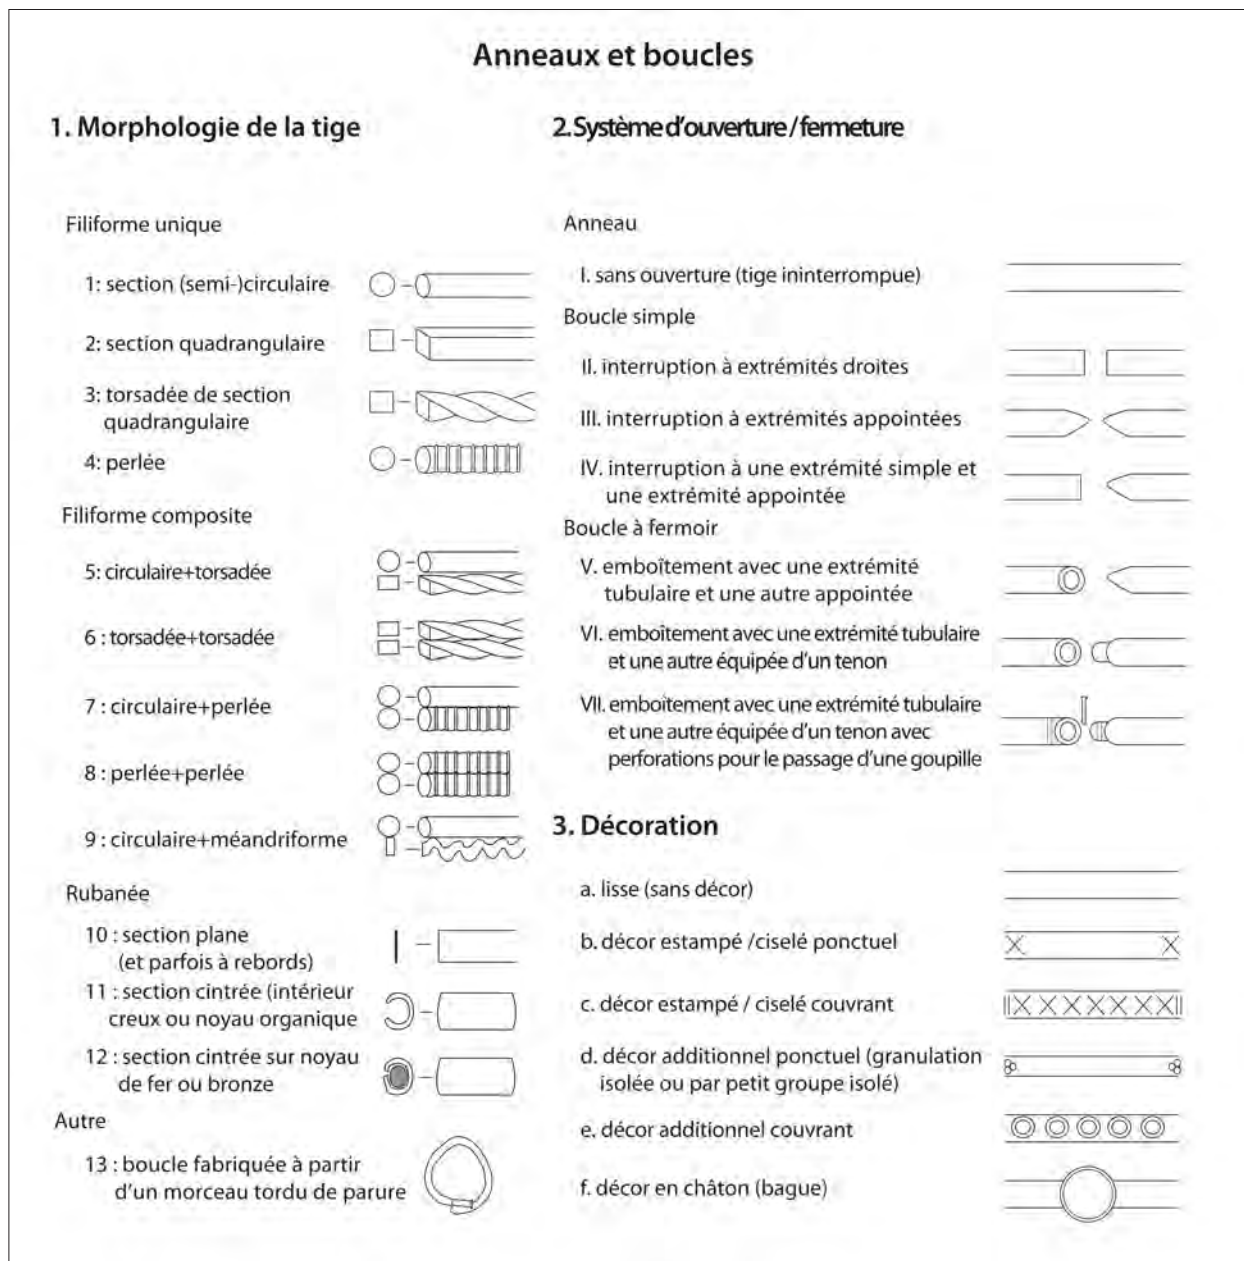 Anneaux et boucles
1. Morphologie de la tige
Filiforme unique
1: section (semi-)circulaire
2: section quadrangulaire
3: torsadée de section
quadrangulaire
4: perlée
Filiforme composite
5: circulaire+torsadée
6 : torsadée+torsadée
7 : circulaire+perlée
8 : perlée+perlée
9 : circulaire+méandriforme
Rubanée
10 : section plane
(et parfois à rebords)
11 : section cintrée (intérieur
creux ou noyau organique
12 : section cintrée sur noyau
de fer ou bronze
Autre
13 : boucle fabriquée à partir
d'un morceau tordu de parure
2. Système d'ouverture / fermeture
Anneau
I. sans ouverture (tige ininterrompue)
Boucle simple
II. interruption à extrémités droites
III. interruption à extrémités appointées
IV. interruption à une extrémité simple et
une extrémité appointée
Boucle à fermoir
V. emboîtement avec une extrémité
tubulaire et une autre appointée
VI. emboîtement avec une extrémité tubulaire
et une autre équipée d'un tenon
VII. emboîtement avec une extrémité tubulaire
et une autre équipée d'un tenon avec
perforations pour le passage d'une goupille
3. Décoration
a. lisse (sans décor)
b. décor estampé /ciselé ponctuel
c. décor estampé / ciselé couvrant
d. décor additionnel ponctuel (granulation
isolée ou par petit groupe isolé)
e. décor additionnel couvrant
f. décor en châton (bague)